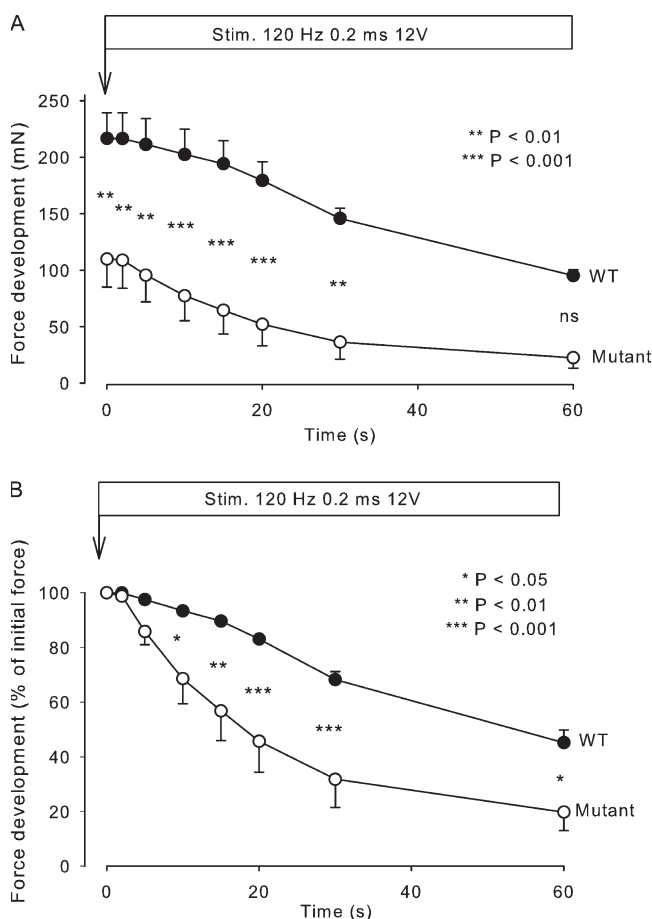 A
Stim. 120 Hz 0.2 ms 12V
Force development (mN)
250
200
150
100
50
0
** P < 0.01
*** P < 0.001
** ** ** *** *** *** **
WT
ns
Mutant
0 20 40 60
Time (s)
B
Stim. 120 Hz 0.2 ms 12V
Force development (% of initial force)
100
80
60
40
20
0
* P < 0.05
** P < 0.01
*** P < 0.001
* ** *** *** *
WT
Mutant
0 20 40 60
Time (s)